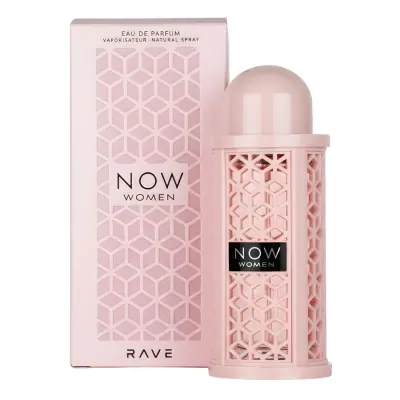 EAU DE PARFUM
VAPORISATEUR · NATURAL SPRAY
NOW
WOMEN
RAVE
NOW
WOMEN